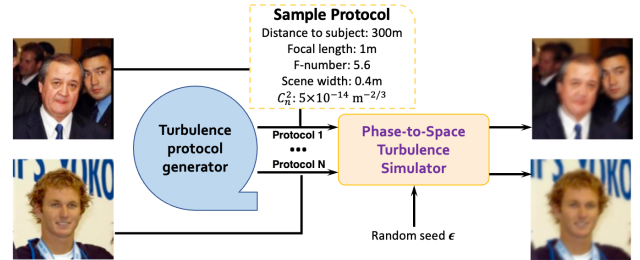 Sample Protocol
Distance to subject: 300m
Focal length: 1m
F-number: 5.6
Scene width: 0.4m
$C_n^2$: 5×10⁻¹⁴ m⁻²/³
Turbulence
protocol
generator
Protocol 1
•••
Protocol N
Phase-to-Space
Turbulence
Simulator
Random seed ϵ